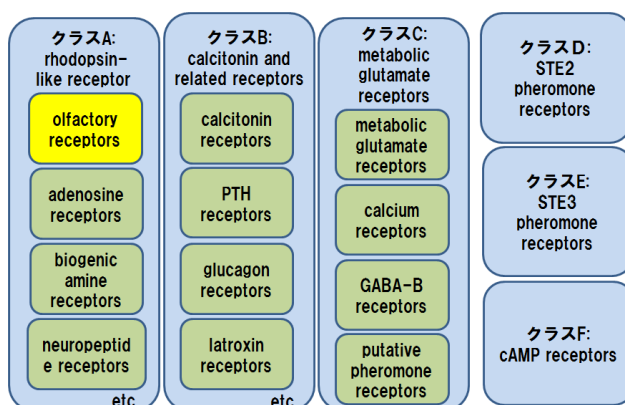 クラスA:
rhodopsin-
like receptor
olfactory
receptors
adenosine
receptors
biogenic
amine
receptors
neuropeptid
e receptors
etc
クラスB:
calcitonin and
related receptors
calcitonin
receptors
PTH
receptors
glucagon
receptors
latroxin
receptors
etc
クラスC:
metabolic
glutamate
receptors
metabolic
glutamate
receptors
calcium
receptors
GABA-B
receptors
putative
pheromone
receptors
クラスD:
STE2
pheromone
receptors
クラスE:
STE3
pheromone
receptors
クラスF:
cAMP receptors